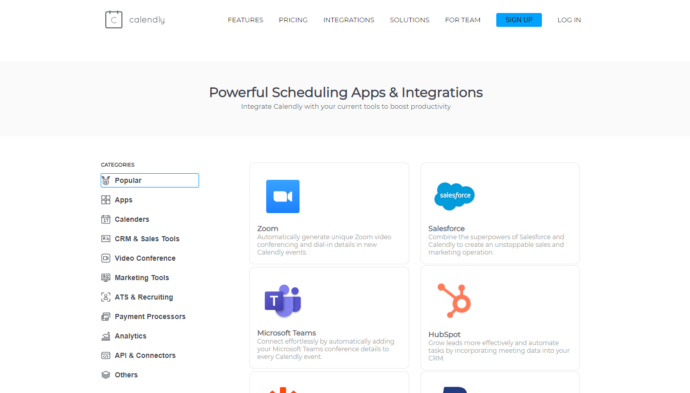 C calendly FEATURES PRICING INTEGRATIONS SOLUTIONS FOR TEAM SIGN UP LOG IN
Powerful Scheduling Apps & Integrations
Integrate Calendly with your current tools to boost productivity
CATEGORIES
Popular
Apps
Calenders
CRM & Sales Tools
Video Conference
Marketing Tools
ATS & Recruiting
Payment Processors
Analytics
API & Connectors
Others
Zoom
Automatically generate unique Zoom video
conferencing and dial-in details in new
Calendly events.
salesforce
Salesforce
Combine the superpowers of Salesforce and
Calendly to create an unstoppable sales and
marketing operation.
T
Microsoft Teams
Connect effortlessly by automatically adding
your Microsoft Teams conference details to
every Calendly event.
HubSpot
Grow leads more effectively and automate
tasks by incorporating meeting data into your
CRM.